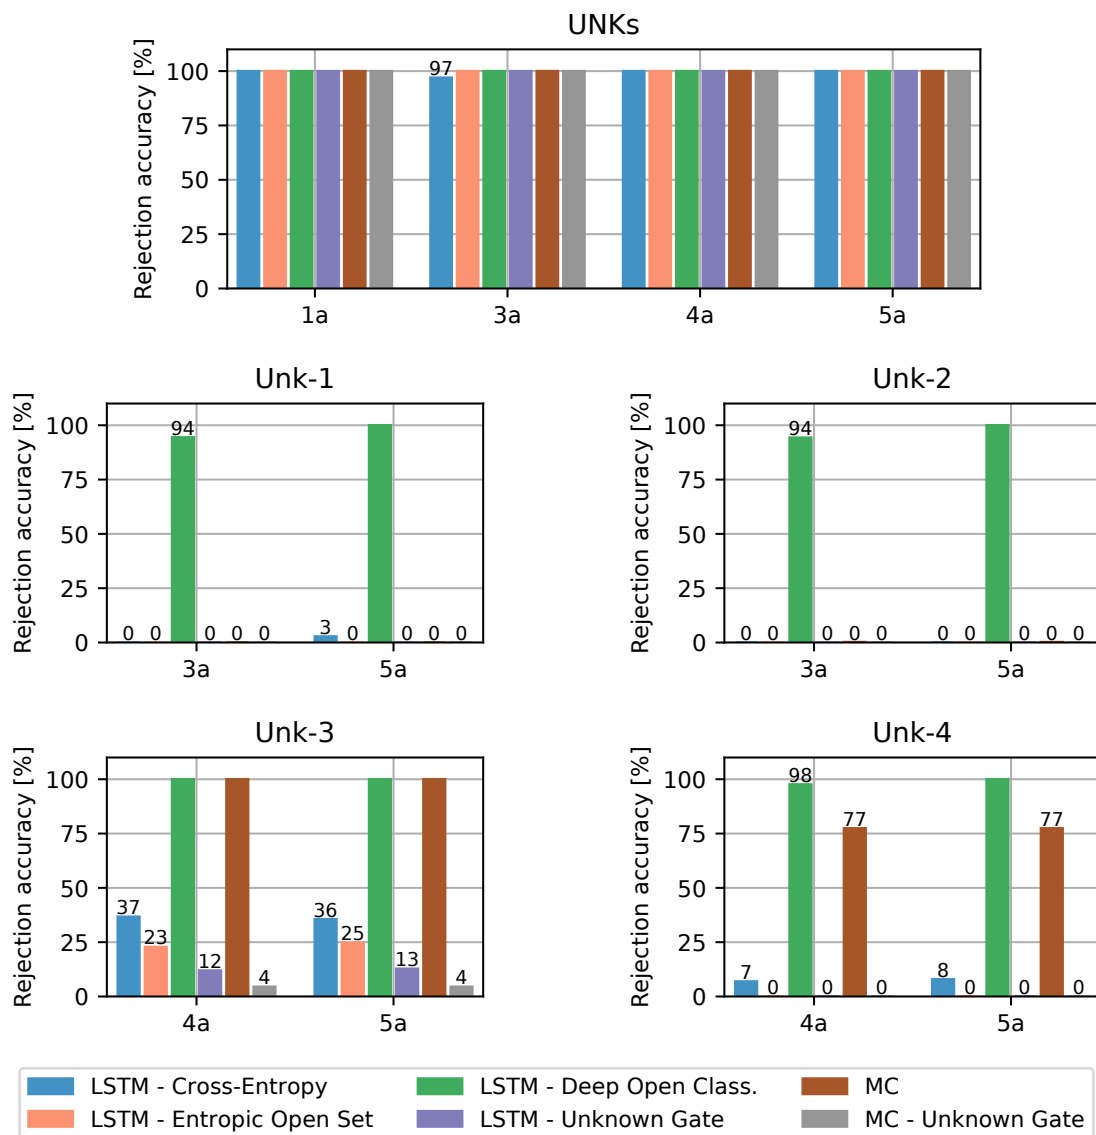 UNKs
Rejection accuracy [%]
100
75
50
25
0
97
1a 3a 4a 5a
Unk-1
Rejection accuracy [%]
100
75
50
25
0
0 0 94 0 0 0 3 0 0 0 0
3a 5a
Unk-2
Rejection accuracy [%]
100
75
50
25
0
0 0 94 0 0 0 0 0 0 0 0
3a 5a
Unk-3
Rejection accuracy [%]
100
75
50
25
0
37 23 12 4 36 25 13 4
4a 5a
Unk-4
Rejection accuracy [%]
100
75
50
25
0
7 0 98 0 77 0 8 0 0 77 0
4a 5a
LSTM - Cross-Entropy LSTM - Deep Open Class. MC
LSTM - Entropic Open Set LSTM - Unknown Gate MC - Unknown Gate